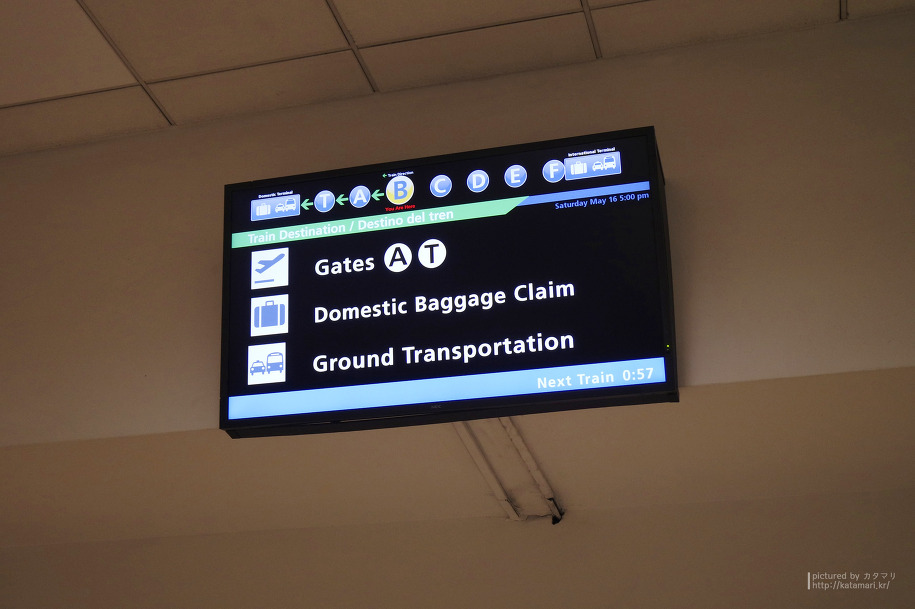 Domestic Terminal
Train Direction
International Terminal
T A B C D E F
You Are Here
Saturday May 16 5:00 pm
Train Destination / Destino del tren
Gates A T
Domestic Baggage Claim
Ground Transportation
Next Train 0:57
pictured by カタマリ
http://katamari.kr/